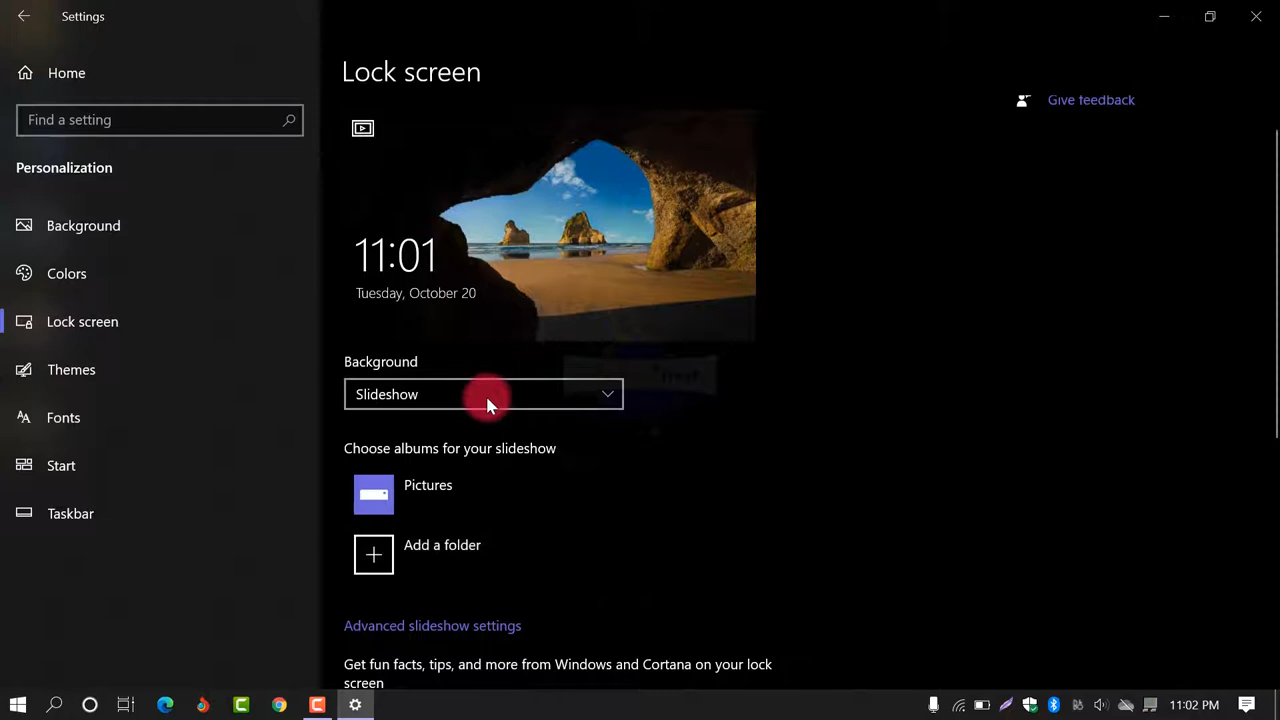 Settings
Home
Find a setting
Personalization
Background
Colors
Lock screen
Themes
Fonts
Start
Taskbar
Lock screen
Give feedback
11:01
Tuesday, October 20
Background
Slideshow
Choose albums for your slideshow
Pictures
Add a folder
Advanced slideshow settings
Get fun facts, tips, and more from Windows and Cortana on your lock
screen
11:02 PM